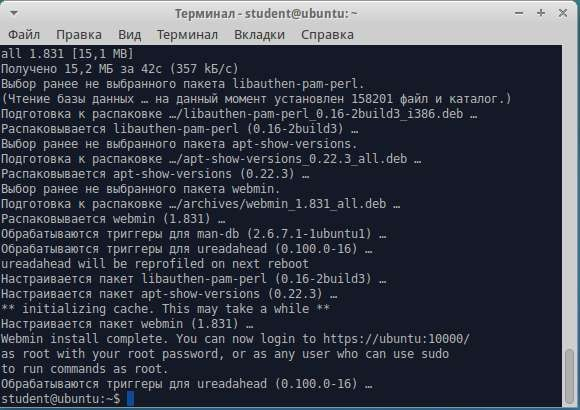 Терминал - student@ubuntu: ~
Файл Правка Вид Терминал Вкладки Справка
all 1.831 [15,1 MB]
Получено 15,2 МБ за 42с (357 kБ/c)
Выбор ранее не выбранного пакета libauthen-pam-perl.
(Чтение базы данных … на данный момент установлен 158201 файл и каталог.)
Подготовка к распаковке …/libauthen-pam-perl_0.16-2build3_i386.deb …
Распаковывается libauthen-pam-perl (0.16-2build3) …
Выбор ранее не выбранного пакета apt-show-versions.
Подготовка к распаковке …/apt-show-versions_0.22.3_all.deb …
Распаковывается apt-show-versions (0.22.3) …
Выбор ранее не выбранного пакета webmin.
Подготовка к распаковке …/archives/webmin_1.831_all.deb …
Распаковывается webmin (1.831) …
Обрабатываются триггеры для man-db (2.6.7.1-1ubuntu1) …
Обрабатываются триггеры для ureadahead (0.100.0-16) …
ureadahead will be reprofiled on next reboot
Настраивается пакет libauthen-pam-perl (0.16-2build3) …
Настраивается пакет apt-show-versions (0.22.3) …
** initializing cache. This may take a while **
Настраивается пакет webmin (1.831) …
Webmin install complete. You can now login to https://ubuntu:10000/
as root with your root password, or as any user who can use sudo
to run commands as root.
Обрабатываются триггеры для ureadahead (0.100.0-16) …
student@ubuntu:~$